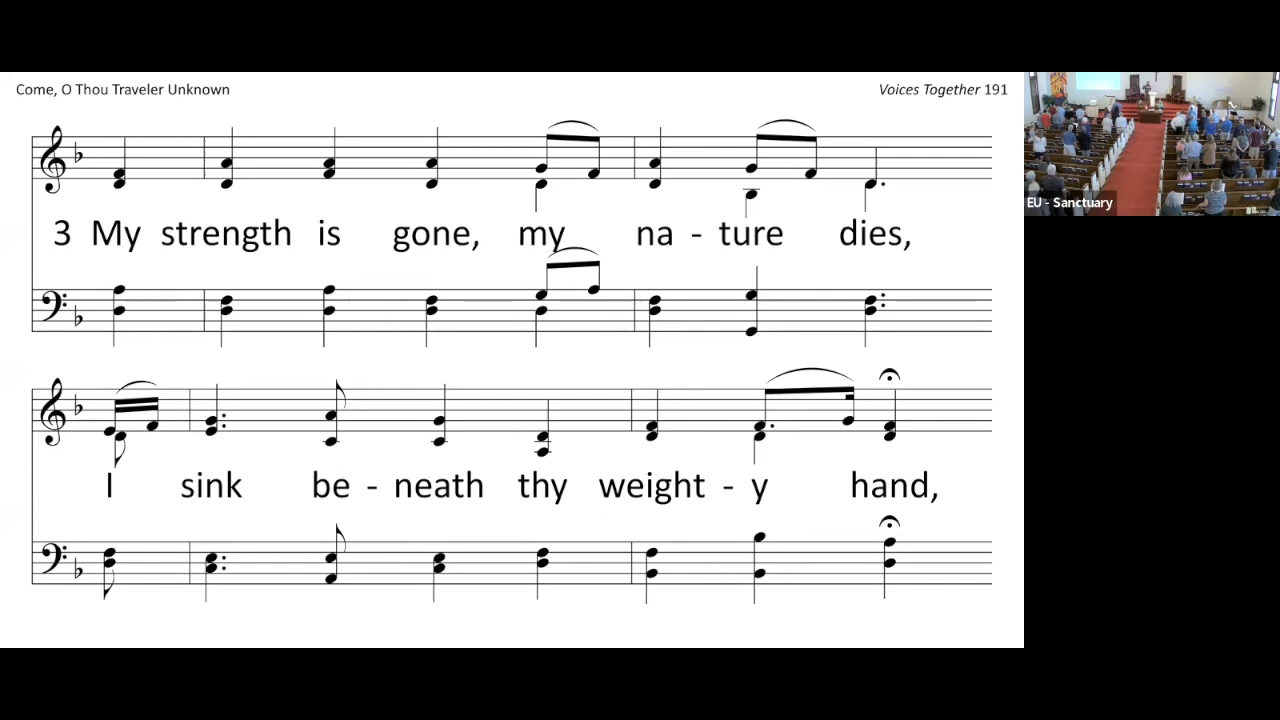 Come, O Thou Traveler Unknown
Voices Together 191
3 My strength is gone, my na - ture dies,
I sink be - neath thy weight - y hand,
EU - Sanctuary